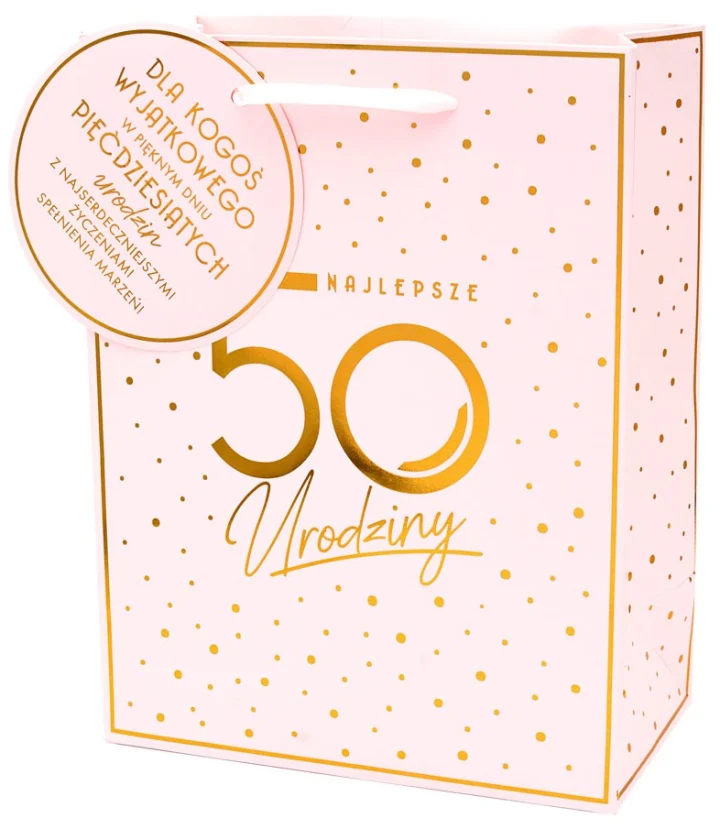 DLA KOGOŚ
WYJĄTKOWEGO
W PIĘKNYM DNIU
PIĘĆDZIESIĄTYCH
urodzin
Z NAJSERDECZNIEJSZYMI
ŻYCZENIAMI
SPEŁNIENIA MARZEŃ!
NAJLEPSZE
50
Urodziny